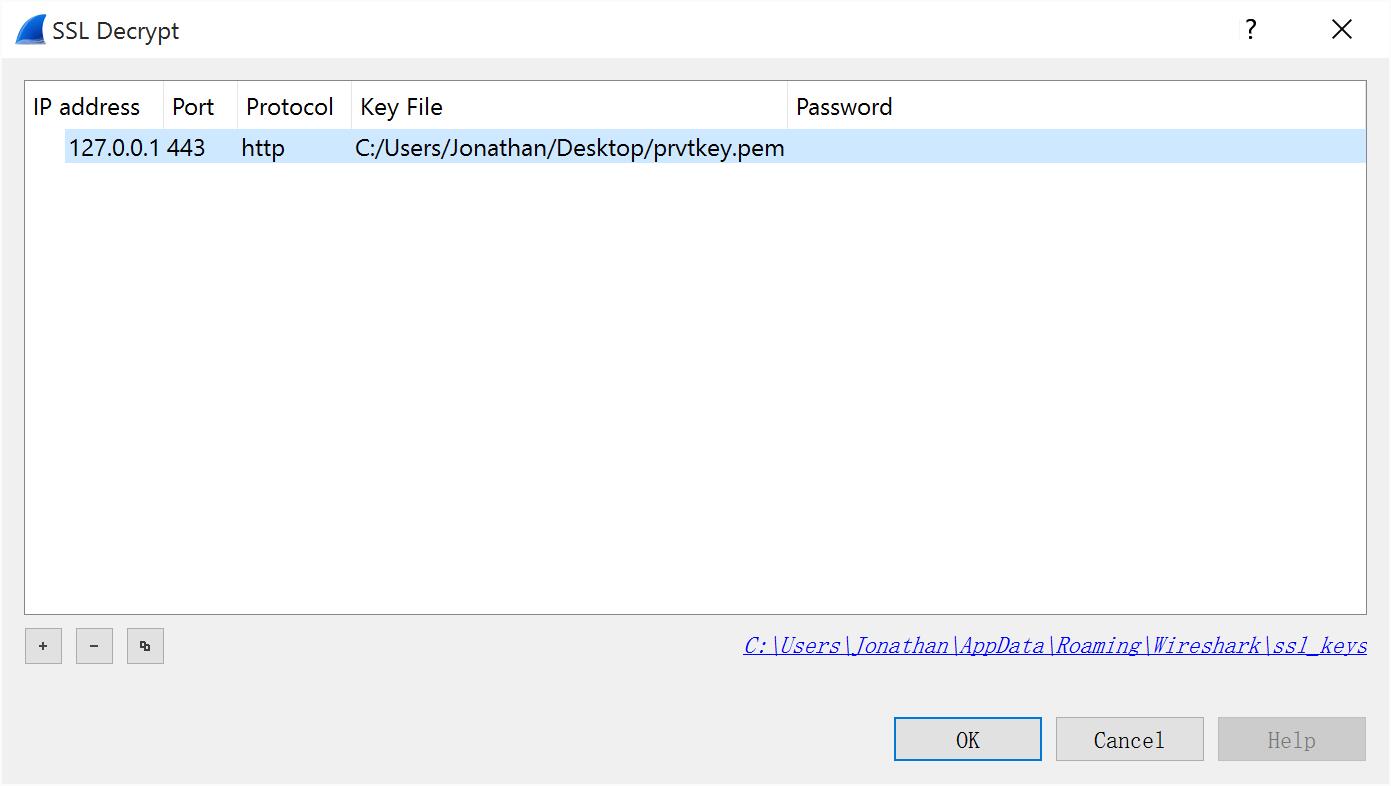 SSL Decrypt ?
IP address Port Protocol Key File Password
127.0.0.1 443 http C:/Users/Jonathan/Desktop/prvtkey.pem
+ −
C:\Users\Jonathan\AppData\Roaming\Wireshark\ssl_keys
OK Cancel Help